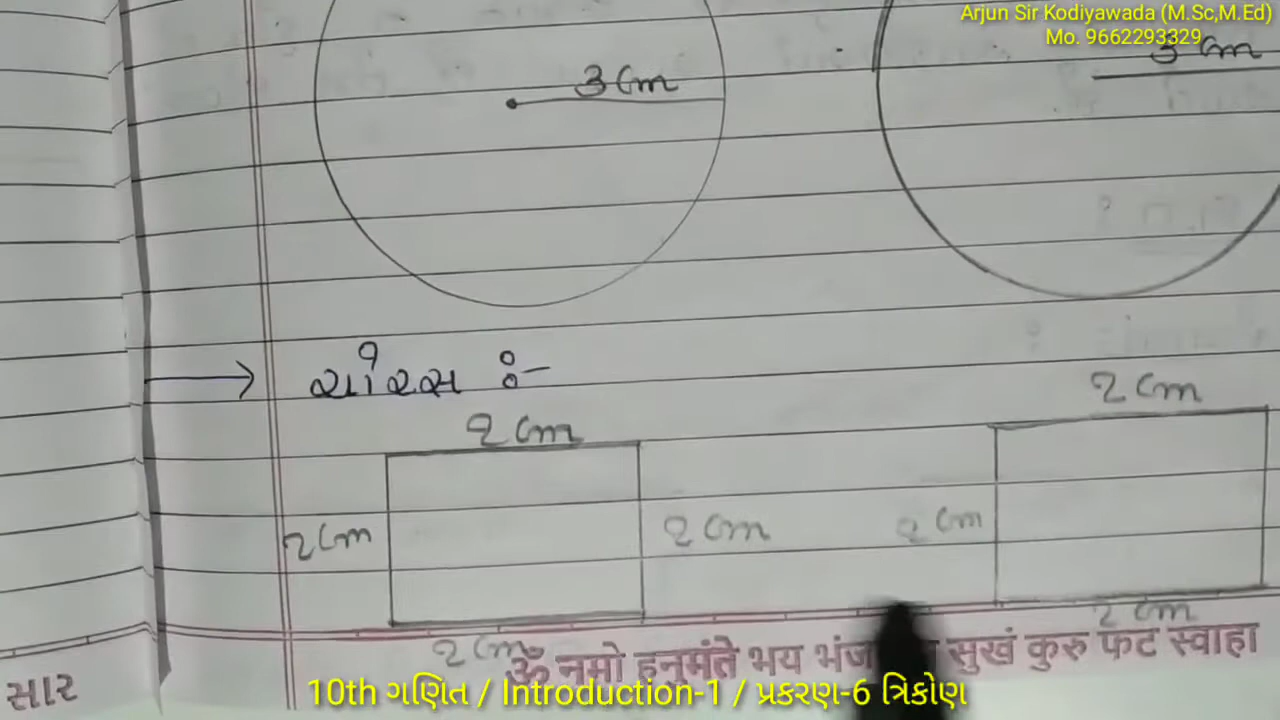 Arjun Sir Kodiyawada (M.Sc,M.Ed)
Mo. 9662293329
3 cm
3 cm
→ ચોરસ :-
2 cm
2 cm
2 cm
2 cm
2 cm
2 cm
2 cm
ॐ नमो हनुमंते भय सुखं कुरु फट स्वाहा
સાર
10th ગણિત / Introduction-1 / પ્રકરણ-6 ત્રિકોણ